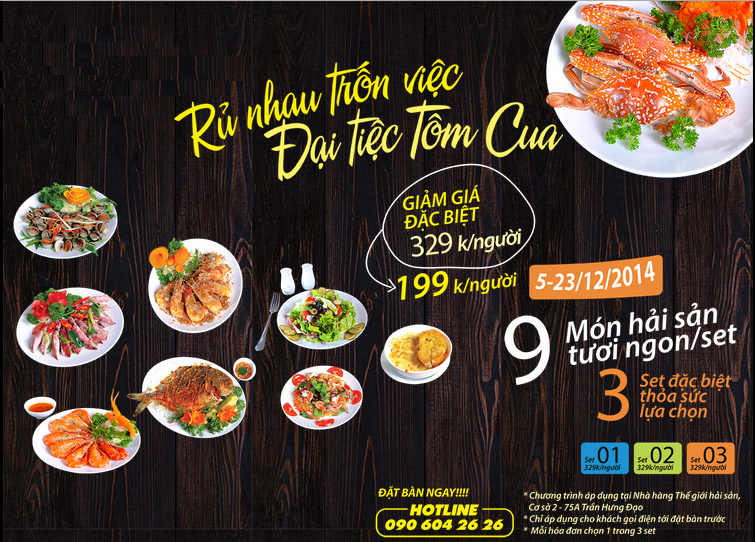 Rủ nhau trốn việc
Đại tiệc Tôm Cua
GIẢM GIÁ
ĐẶC BIỆT
329 k/người
199 k/người
5-23/12/2014
9 Món hải sản
tươi ngon/set
3 Set đặc biệt
thỏa sức
lựa chọn
Set 01
329k/người
Set 02
329k/người
Set 03
329k/người
ĐẶT BÀN NGAY!!!!
HOTLINE
090 604 26 26
* Chương trình áp dụng tại Nhà hàng Thế giới hải sản,
Cơ sở 2 - 75A Trần Hưng Đạo
* Chỉ áp dụng cho khách gọi điện tới đặt bàn trước
* Mỗi hóa đơn chọn 1 trong 3 set